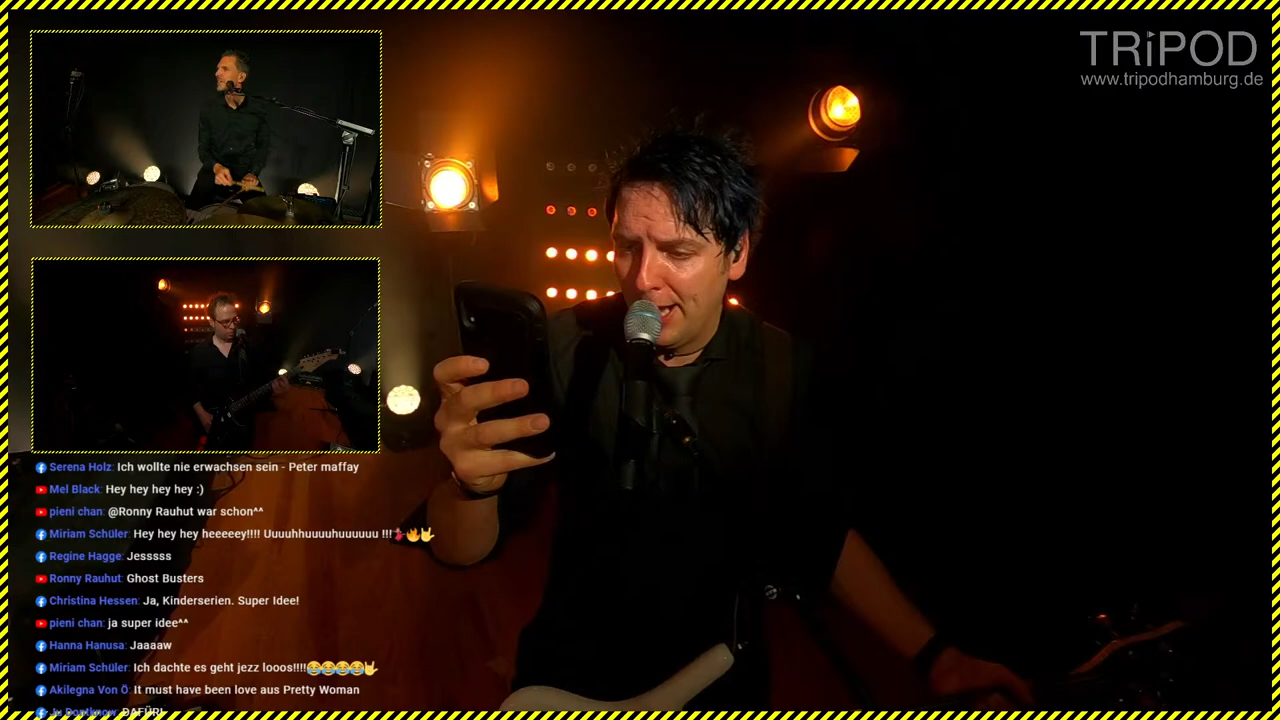 TRiPOD
www.tripodhamburg.de
Serena Holz: Ich wollte nie erwachsen sein - Peter maffay
Mel Black: Hey hey hey hey :)
pieni chan: @Ronny Rauhut war schon^^
Miriam Schüler: Hey hey hey heeeeey!!!! Uuuuhhuuuuhuuuuuu !!!💃🔥🤟
Regine Hagge: Jesssss
Ronny Rauhut: Ghost Busters
Christina Hessen: Ja, Kinderserien. Super Idee!
pieni chan: ja super idee^^
Hanna Hanusa: Jaaaaw
Miriam Schüler: Ich dachte es geht jezz looos!!!!😂😂😂😂🤟
Akilegna Von Ö: It must have been love aus Pretty Woman
Ju Dontknow: DAFÜR!